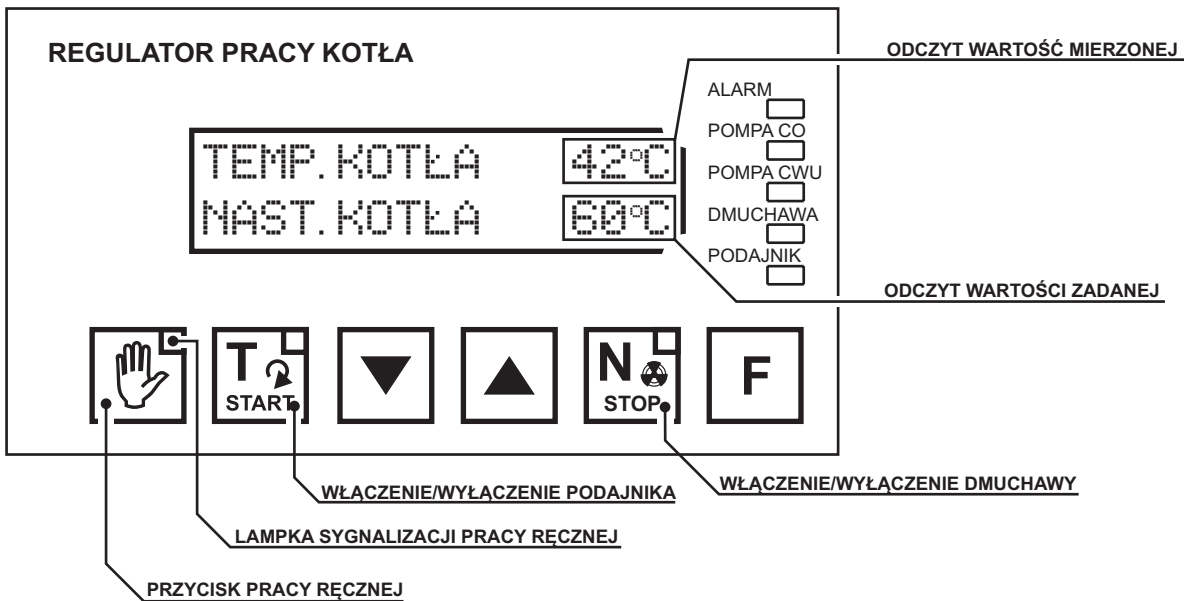 REGULATOR PRACY KOTŁA
ODCZYT WARTOŚĆ MIERZONEJ
ALARM
POMPA CO
TEMP.KOTŁA 42°C
POMPA CWU
NAST.KOTŁA 60°C
DMUCHAWA
PODAJNIK
ODCZYT WARTOŚCI ZADANEJ
T
START
N
STOP
F
WŁĄCZENIE/WYŁĄCZENIE PODAJNIKA
WŁĄCZENIE/WYŁĄCZENIE DMUCHAWY
LAMPKA SYGNALIZACJI PRACY RĘCZNEJ
PRZYCISK PRACY RĘCZNEJ